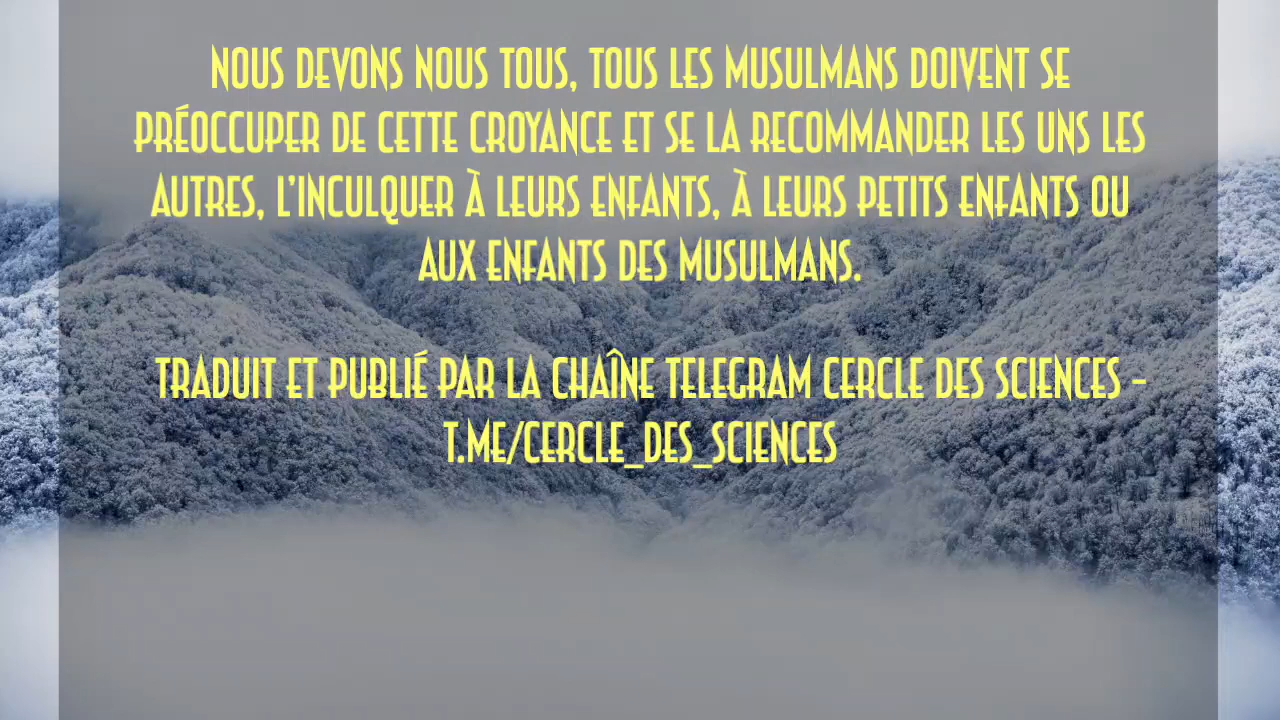 NOUS DEVONS NOUS TOUS, TOUS LES MUSULMANS DOIVENT SE
PRÉOCCUPER DE CETTE CROYANCE ET SE LA RECOMMANDER LES UNS LES
AUTRES, L'INCULQUER À LEURS ENFANTS, À LEURS PETITS ENFANTS OU
AUX ENFANTS DES MUSULMANS.
TRADUIT ET PUBLIÉ PAR LA CHAÎNE TELEGRAM CERCLE DES SCIENCES -
T.ME/CERCLE_DES_SCIENCES